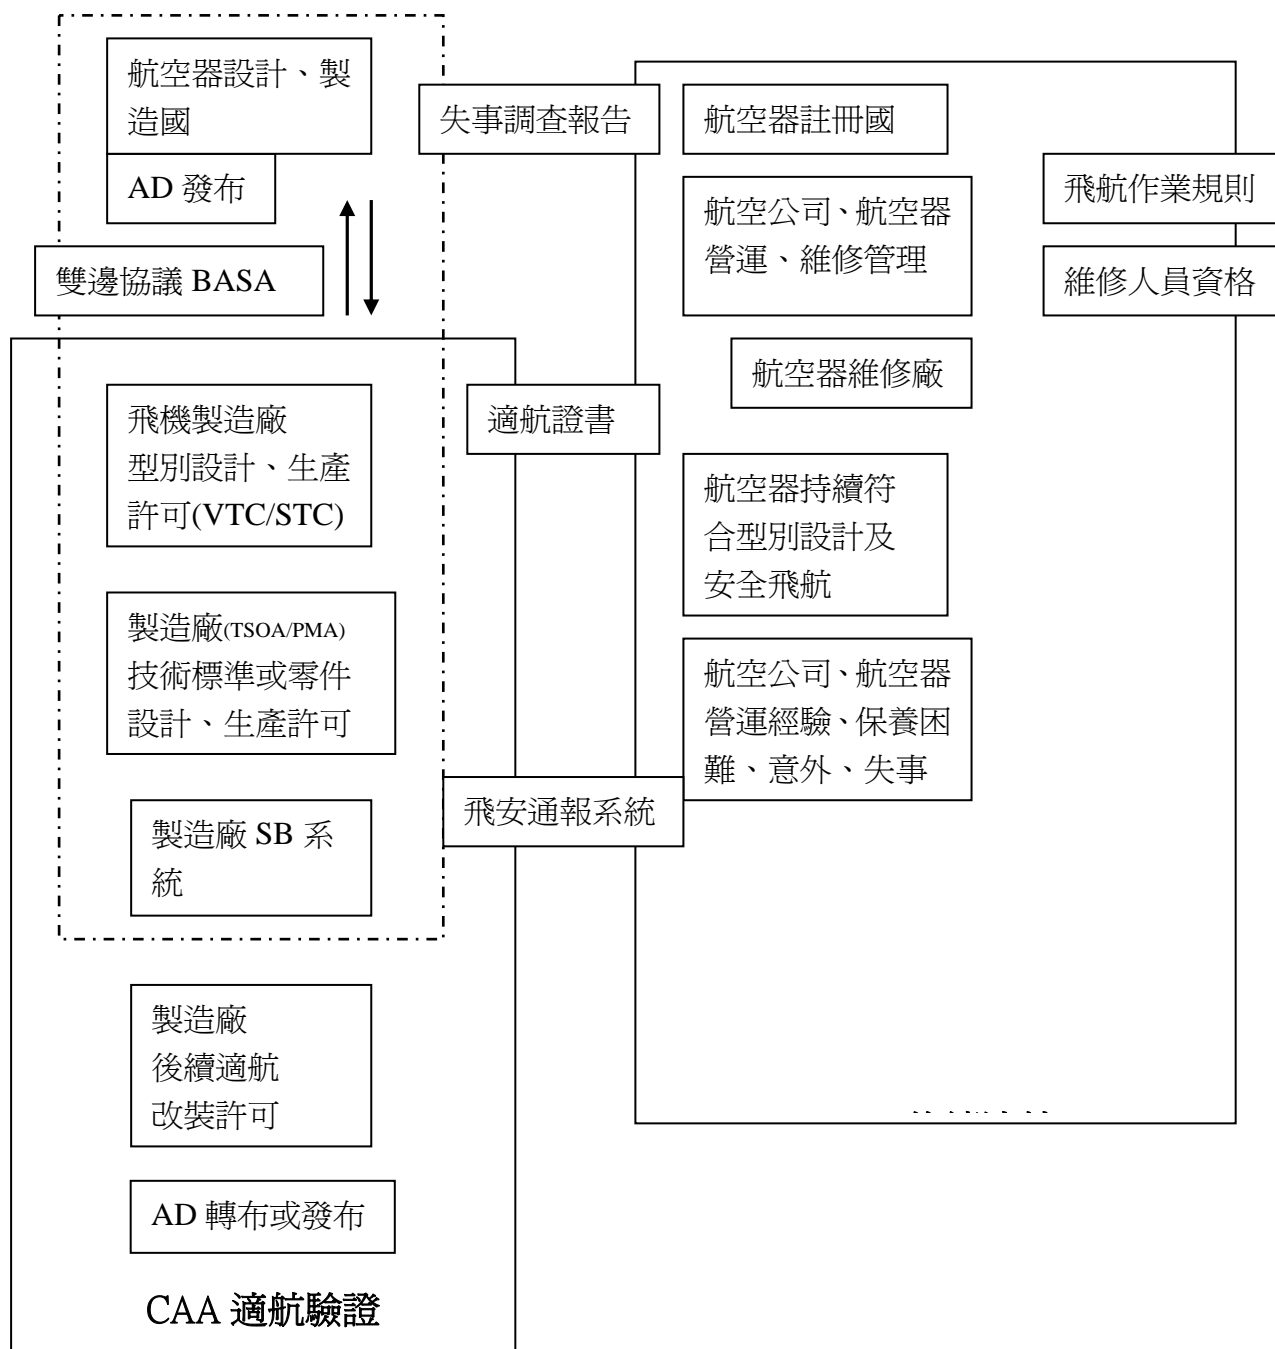 航空器設計、製
造國
AD 發布
雙邊協議 BASA
飛機製造廠
型別設計、生產
許可(VTC/STC)
製造廠(TSOA/PMA)
技術標準或零件
設計、生產許可
製造廠 SB 系
統
製造廠
後續適航
改裝許可
AD 轉布或發布
CAA 適航驗證
失事調查報告
適航證書
飛安通報系統
航空器註冊國
航空公司、航空器
營運、維修管理
航空器維修廠
航空器持續符
合型別設計及
安全飛航
航空公司、航空器
營運經驗、保養困
難、意外、失事
飛航作業規則
維修人員資格